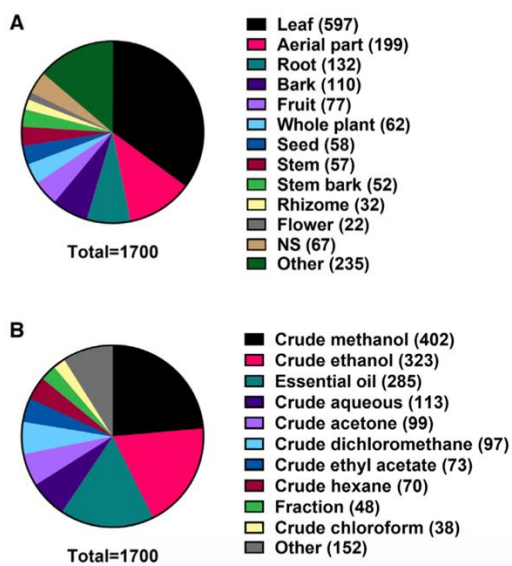 A
Leaf (597)
Aerial part (199)
Root (132)
Bark (110)
Fruit (77)
Whole plant (62)
Seed (58)
Stem (57)
Stem bark (52)
Rhizome (32)
Flower (22)
NS (67)
Other (235)
Total=1700
B
Crude methanol (402)
Crude ethanol (323)
Essential oil (285)
Crude aqueous (113)
Crude acetone (99)
Crude dichloromethane (97)
Crude ethyl acetate (73)
Crude hexane (70)
Fraction (48)
Crude chloroform (38)
Other (152)
Total=1700